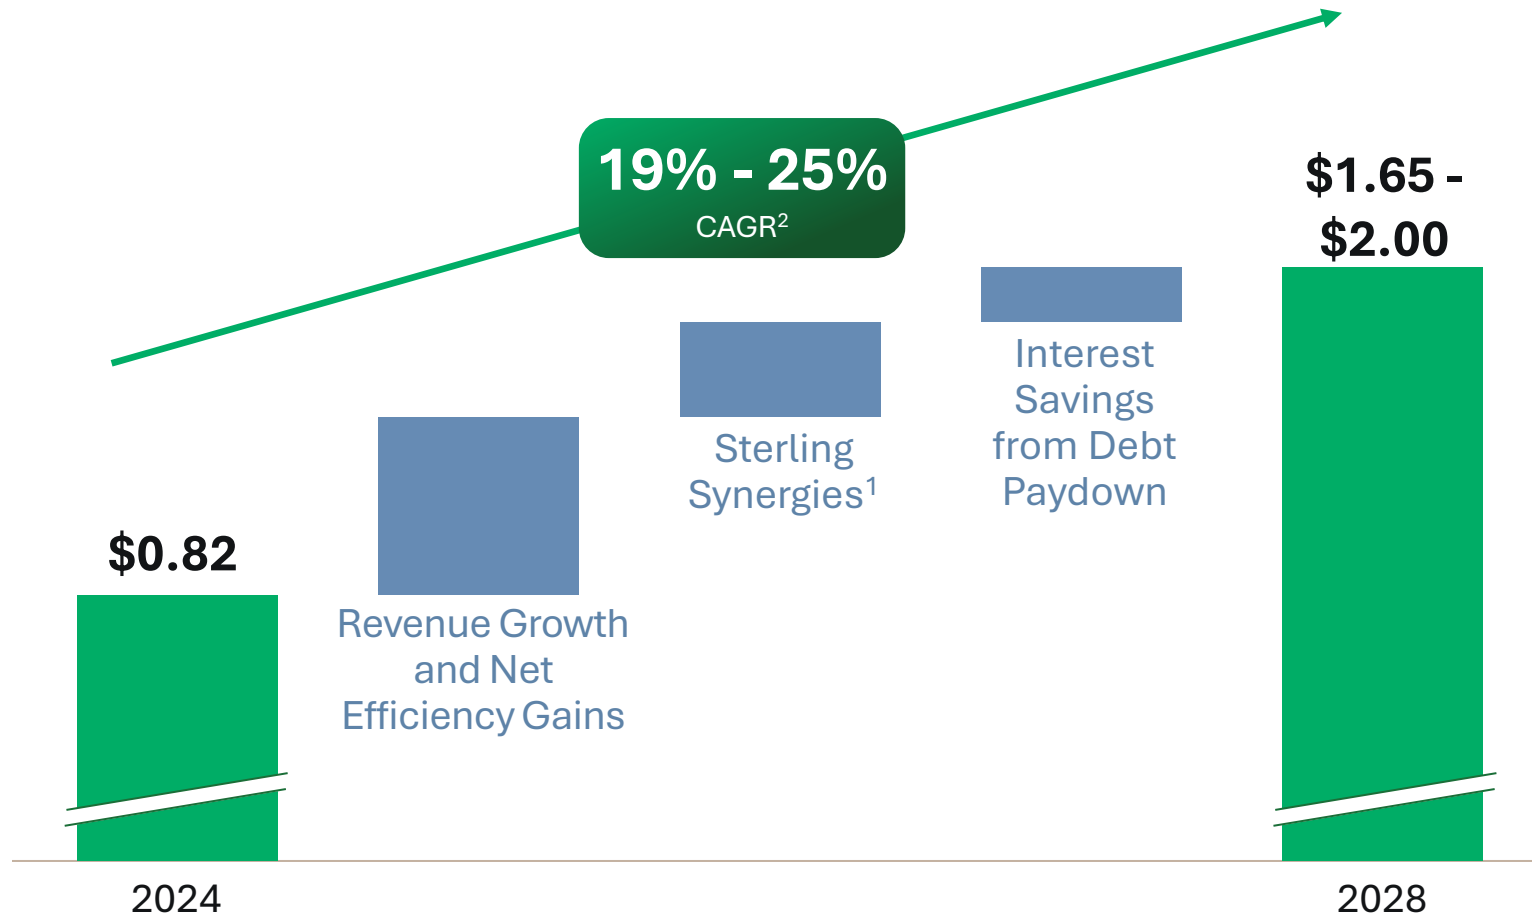 19% - 25%
CAGR²
$1.65 -
$2.00
Interest
Savings
from Debt
Paydown
Sterling
Synergies¹
$0.82
Revenue Growth
and Net
Efficiency Gains
2024
2028